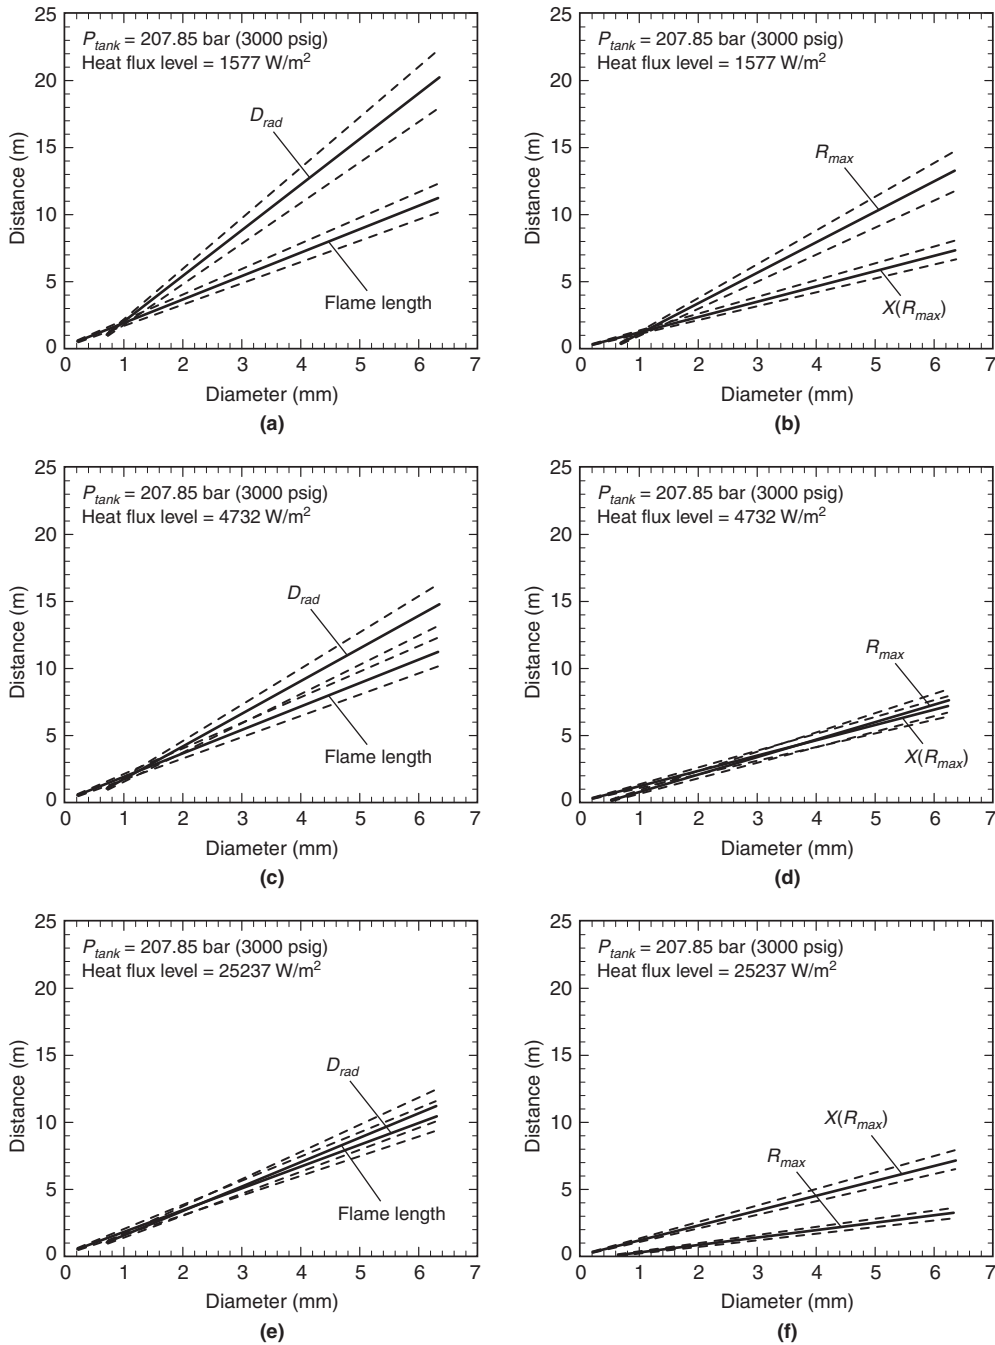 P_tank = 207.85 bar (3000 psig)
Heat flux level = 1577 W/m²
D_rad
Flame length
Distance (m)
25
20
15
10
5
0
0 1 2 3 4 5 6 7
Diameter (mm)
(a)
P_tank = 207.85 bar (3000 psig)
Heat flux level = 1577 W/m²
R_max
X(R_max)
Distance (m)
25
20
15
10
5
0
0 1 2 3 4 5 6 7
Diameter (mm)
(b)
P_tank = 207.85 bar (3000 psig)
Heat flux level = 4732 W/m²
D_rad
Flame length
Distance (m)
25
20
15
10
5
0
0 1 2 3 4 5 6 7
Diameter (mm)
(c)
P_tank = 207.85 bar (3000 psig)
Heat flux level = 4732 W/m²
R_max
X(R_max)
Distance (m)
25
20
15
10
5
0
0 1 2 3 4 5 6 7
Diameter (mm)
(d)
P_tank = 207.85 bar (3000 psig)
Heat flux level = 25237 W/m²
D_rad
Flame length
Distance (m)
25
20
15
10
5
0
0 1 2 3 4 5 6 7
Diameter (mm)
(e)
P_tank = 207.85 bar (3000 psig)
Heat flux level = 25237 W/m²
X(R_max)
R_max
Distance (m)
25
20
15
10
5
0
0 1 2 3 4 5 6 7
Diameter (mm)
(f)